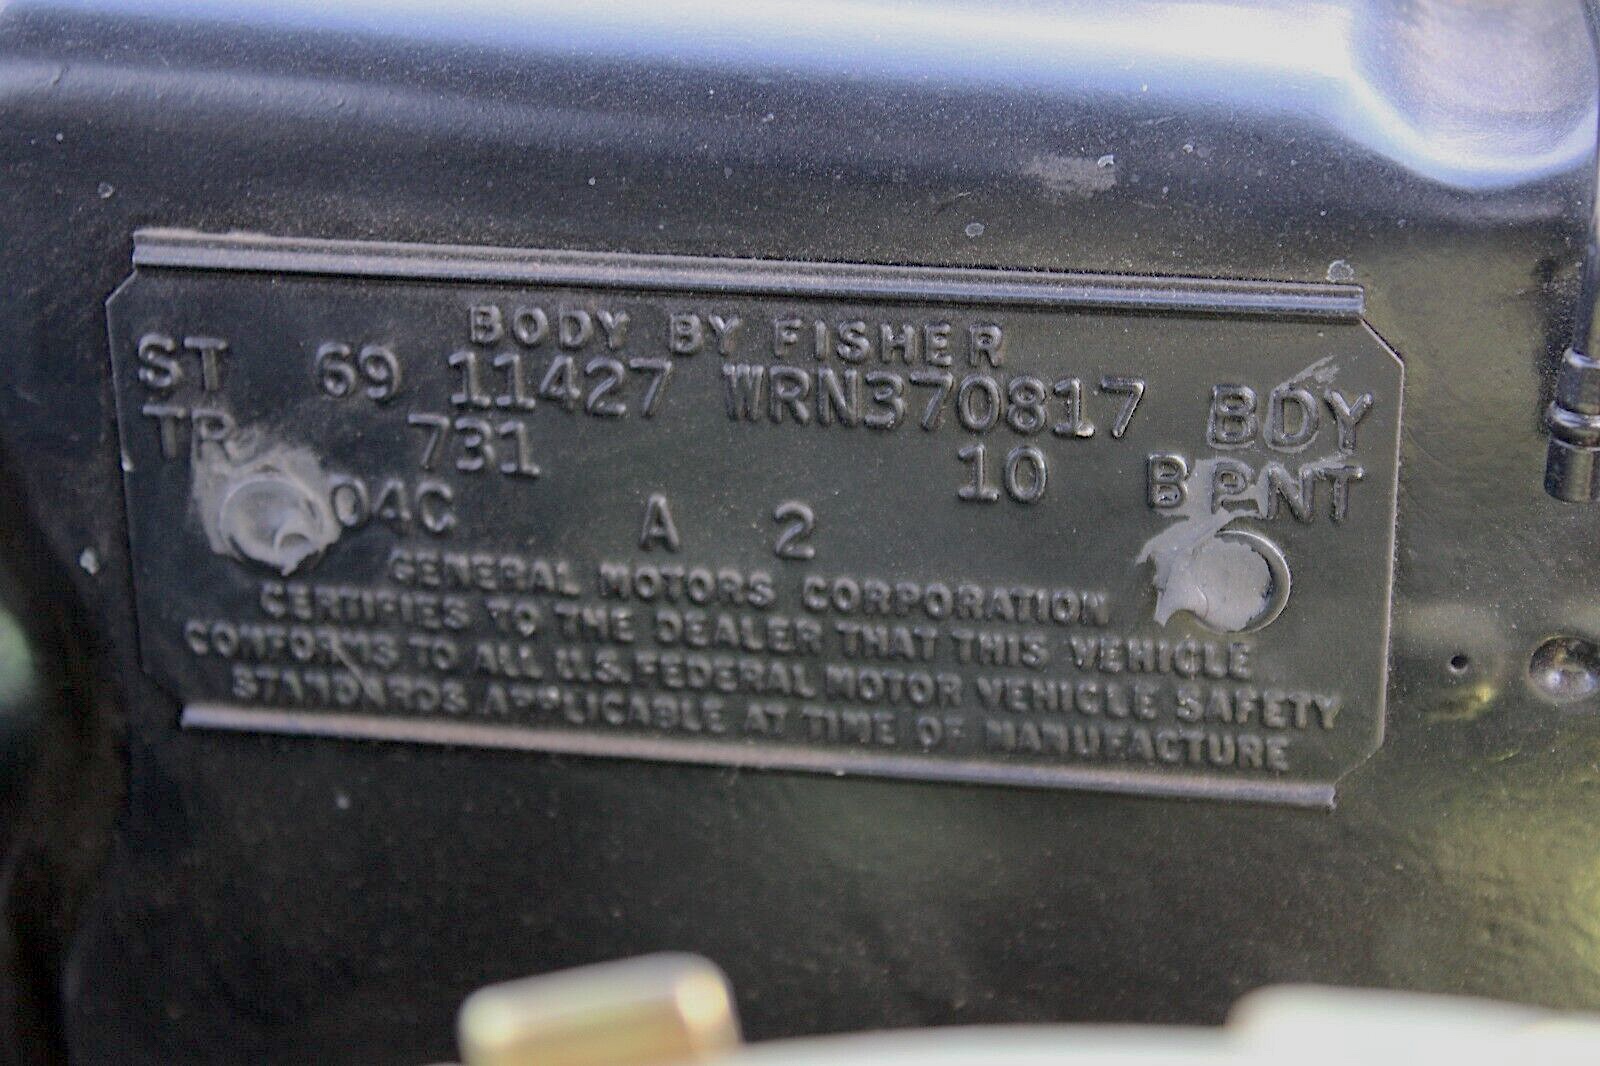 BODY BY FISHER
ST 69 11427 WRN370817 BDY
TR 731 10 B PNT
04C A 2
GENERAL MOTORS CORPORATION
CERTIFIES TO THE DEALER THAT THIS VEHICLE
CONFORMS TO ALL U.S. FEDERAL MOTOR VEHICLE SAFETY
STANDARDS APPLICABLE AT TIME OF MANUFACTURE